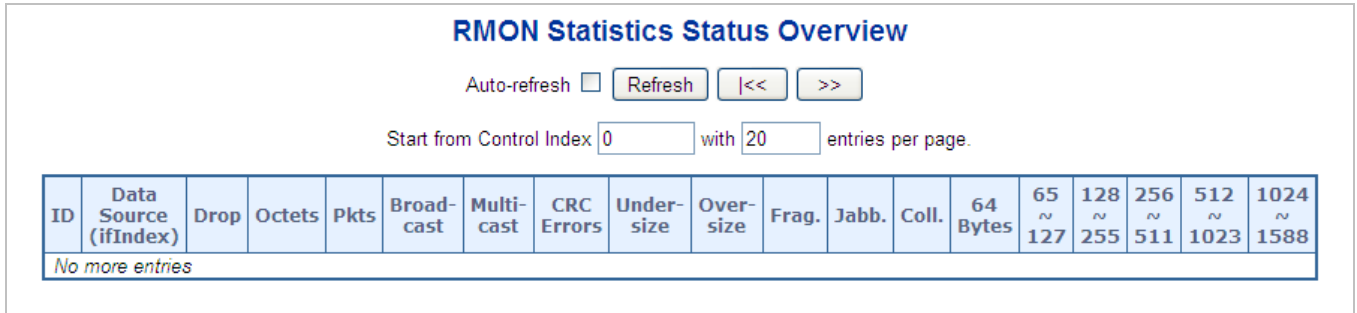 RMON Statistics Status Overview
Auto-refresh Refresh |<< >>
Start from Control Index 0 with 20 entries per page.
ID Data Source (ifIndex) Drop Octets Pkts Broad-cast Multi-cast CRC Errors Under-size Over-size Frag. Jabb. Coll. 64 Bytes 65 ~ 127 128 ~ 255 256 ~ 511 512 ~ 1023 1024 ~ 1588
No more entries